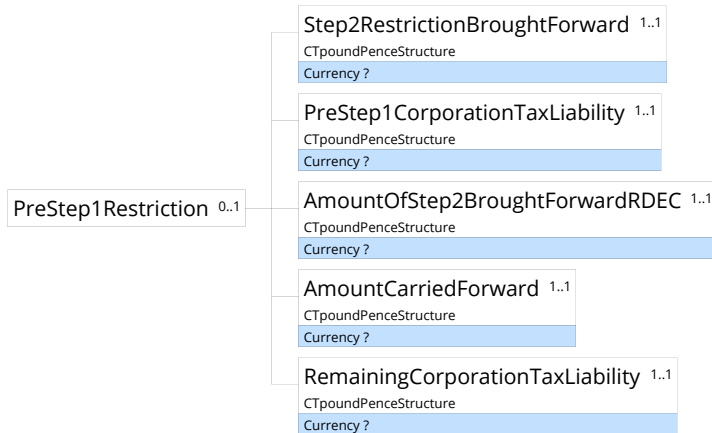 Step2RestrictionBroughtForward 1..1
CTpoundPenceStructure
Currency ?
PreStep1CorporationTaxLiability 1..1
CTpoundPenceStructure
Currency ?
PreStep1Restriction 0..1
AmountOfStep2BroughtForwardRDEC 1..1
CTpoundPenceStructure
Currency ?
AmountCarriedForward 1..1
CTpoundPenceStructure
Currency ?
RemainingCorporationTaxLiability 1..1
CTpoundPenceStructure
Currency ?